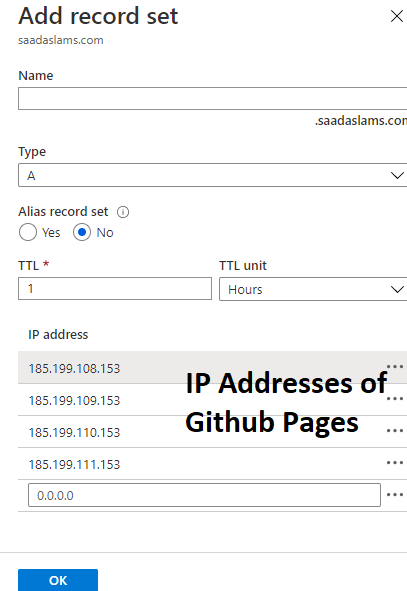 Add record set
saadaslams.com
Name
.saadaslams.com
Type
A
Alias record set
Yes No
TTL * TTL unit
1 Hours
IP address
185.199.108.153
185.199.109.153
185.199.110.153
185.199.111.153
0.0.0.0
IP Addresses of
Github Pages
OK